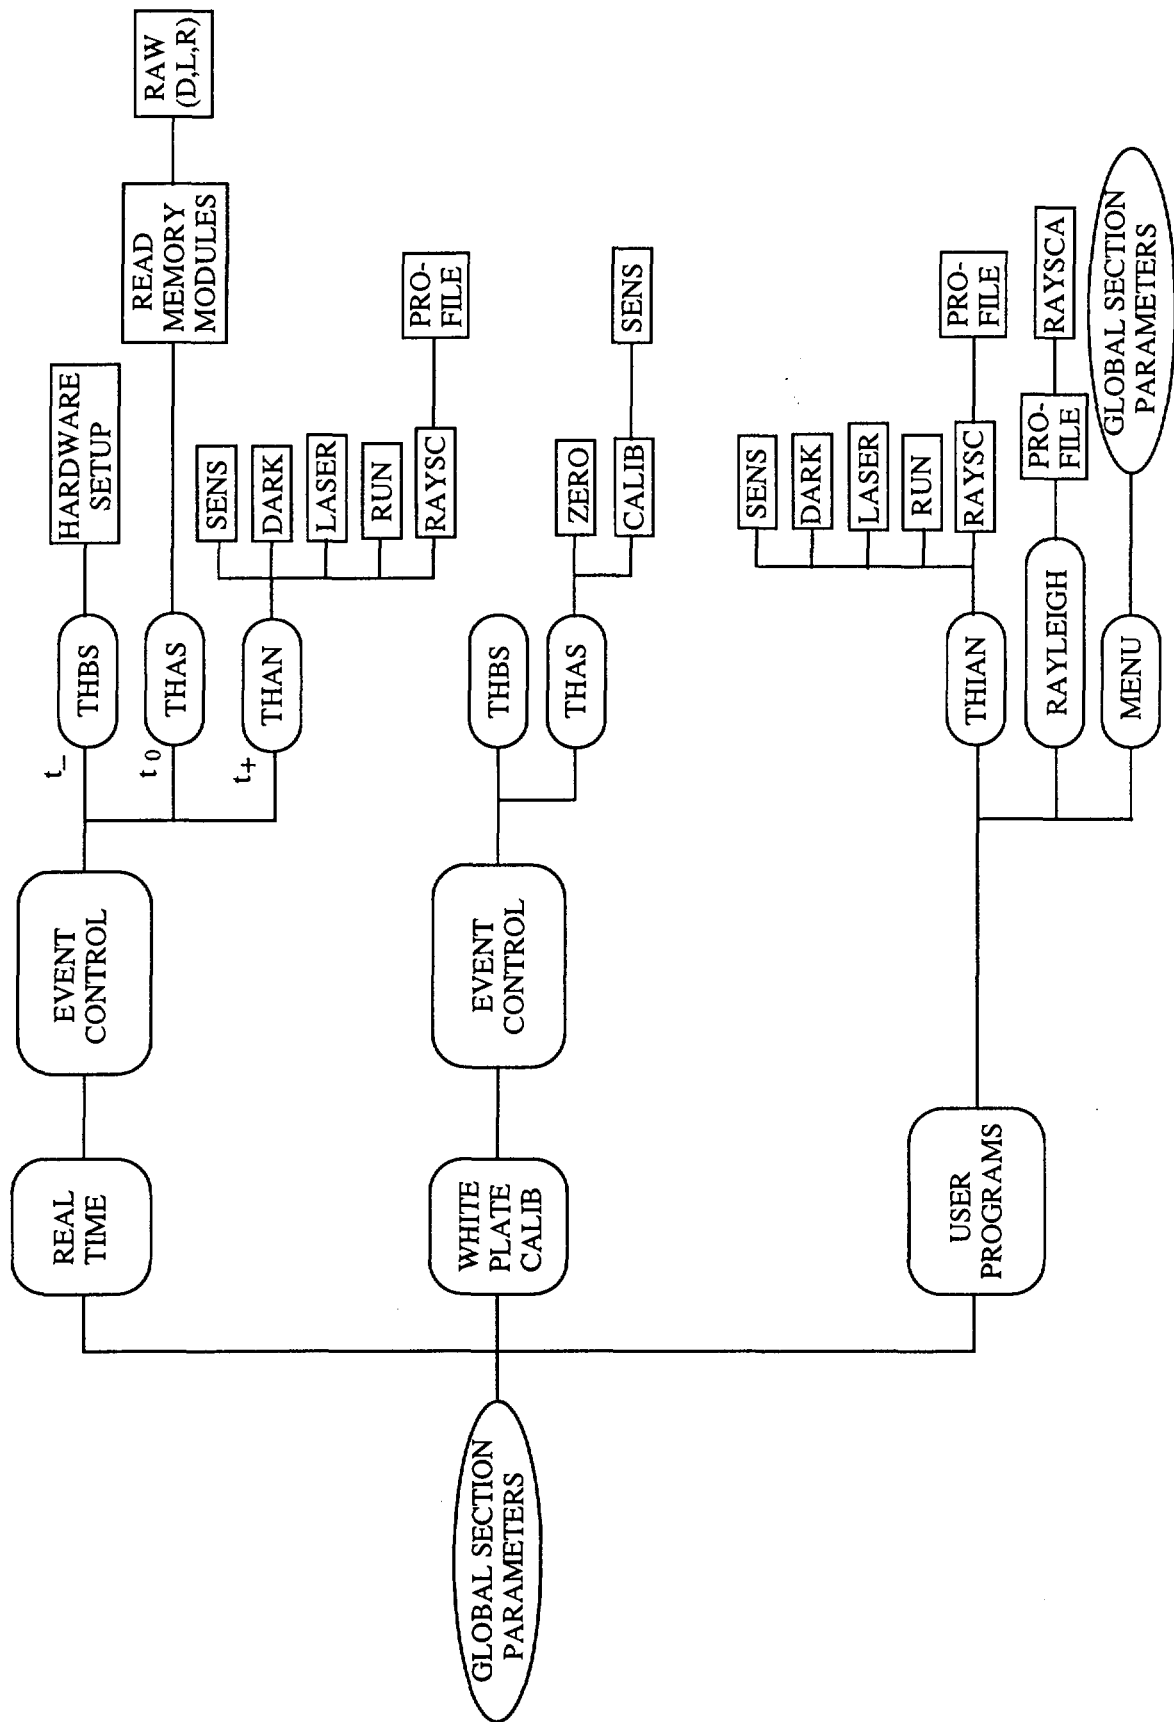 GLOBAL SECTION
PARAMETERS
REAL
TIME
EVENT
CONTROL
t_
THBS
HARDWARE
SETUP
t0
THAS
READ
MEMORY
MODULES
RAW
(D,L,R)
t+
THAN
SENS
DARK
LASER
RUN
RAYSC
PRO-
FILE
WHITE
PLATE
CALIB
EVENT
CONTROL
THBS
THAS
ZERO
CALIB
SENS
USER
PROGRAMS
THIAN
SENS
DARK
LASER
RUN
RAYSC
PRO-
FILE
RAYLEIGH
PRO-
FILE
RAYSCA
MENU
GLOBAL SECTION
PARAMETERS